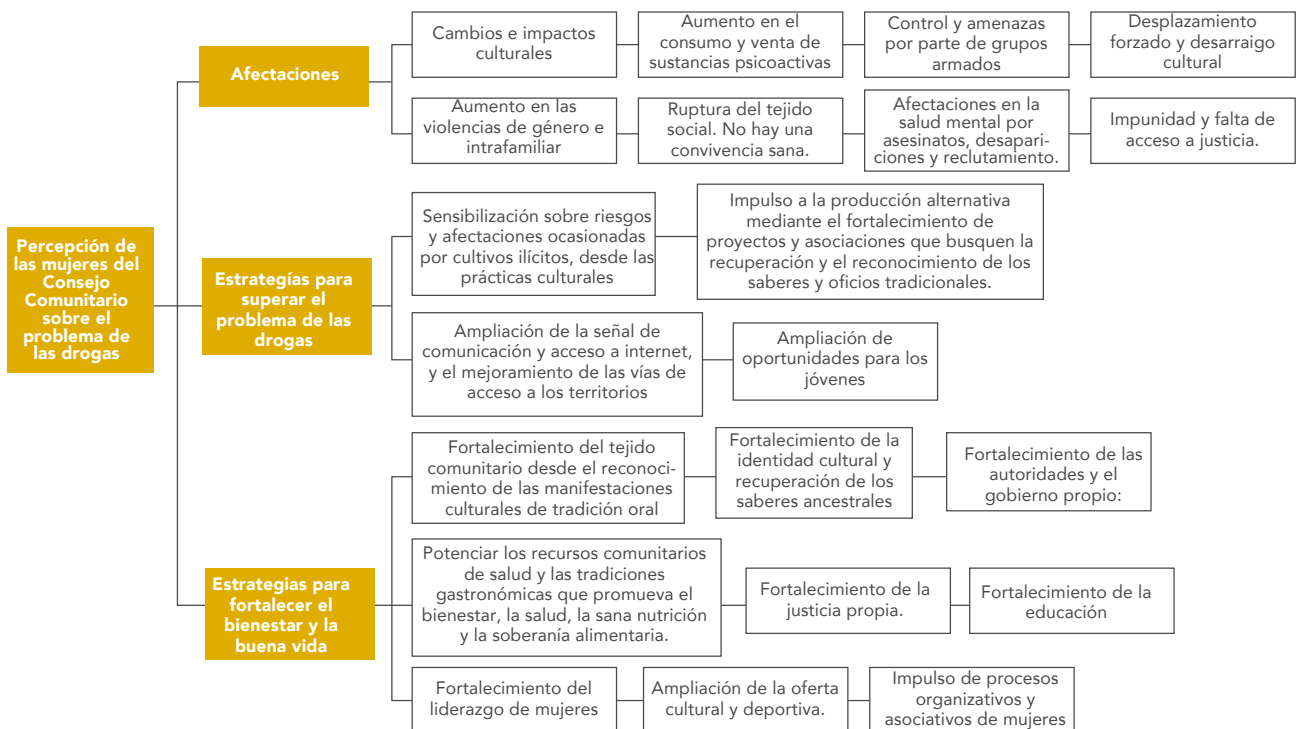 Percepción de
las mujeres del
Consejo
Comunitario
sobre el
problema de
las drogas
Afectaciones
Cambios e impactos
culturales
Aumento en el
consumo y venta de
sustancias psicoactivas
Control y amenazas
por parte de grupos
armados
Desplazamiento
forzado y desarraigo
cultural
Aumento en las
violencias de género e
intrafamiliar
Ruptura del tejido
social. No hay una
convivencia sana.
Afectaciones en la
salud mental por
asesinatos, desapari-
ciones y reclutamiento.
Impunidad y falta de
acceso a justicia.
Estrategías para
superar el
problema de las
drogas
Sensibilización sobre riesgos
y afectaciones ocasionadas
por cultivos ilícitos, desde las
prácticas culturales
Impulso a la producción alternativa
mediante el fortalecimiento de
proyectos y asociaciones que busquen la
recuperación y el reconocimiento de los
saberes y oficios tradicionales.
Ampliación de la señal de
comunicación y acceso a internet,
y el mejoramiento de las vías de
acceso a los territorios
Ampliación de
oportunidades para los
jóvenes
Estrategias para
fortalecer el
bienestar y la
buena vida
Fortalecimiento del tejido
comunitario desde el reconoci-
miento de las manifestaciones
culturales de tradición oral
Fortalecimiento de la
identidad cultural y
recuperación de los
saberes ancestrales
Fortalecimiento de las
autoridades y el
gobierno propio:
Potenciar los recursos comunitarios
de salud y las tradiciones
gastronómicas que promueva el
bienestar, la salud, la sana nutrición
y la soberanía alimentaria.
Fortalecimiento de la
justicia propia.
Fortalecimiento de la
educación
Fortalecimiento del
liderazgo de mujeres
Ampliación de la oferta
cultural y deportiva.
Impulso de procesos
organizativos y
asociativos de mujeres